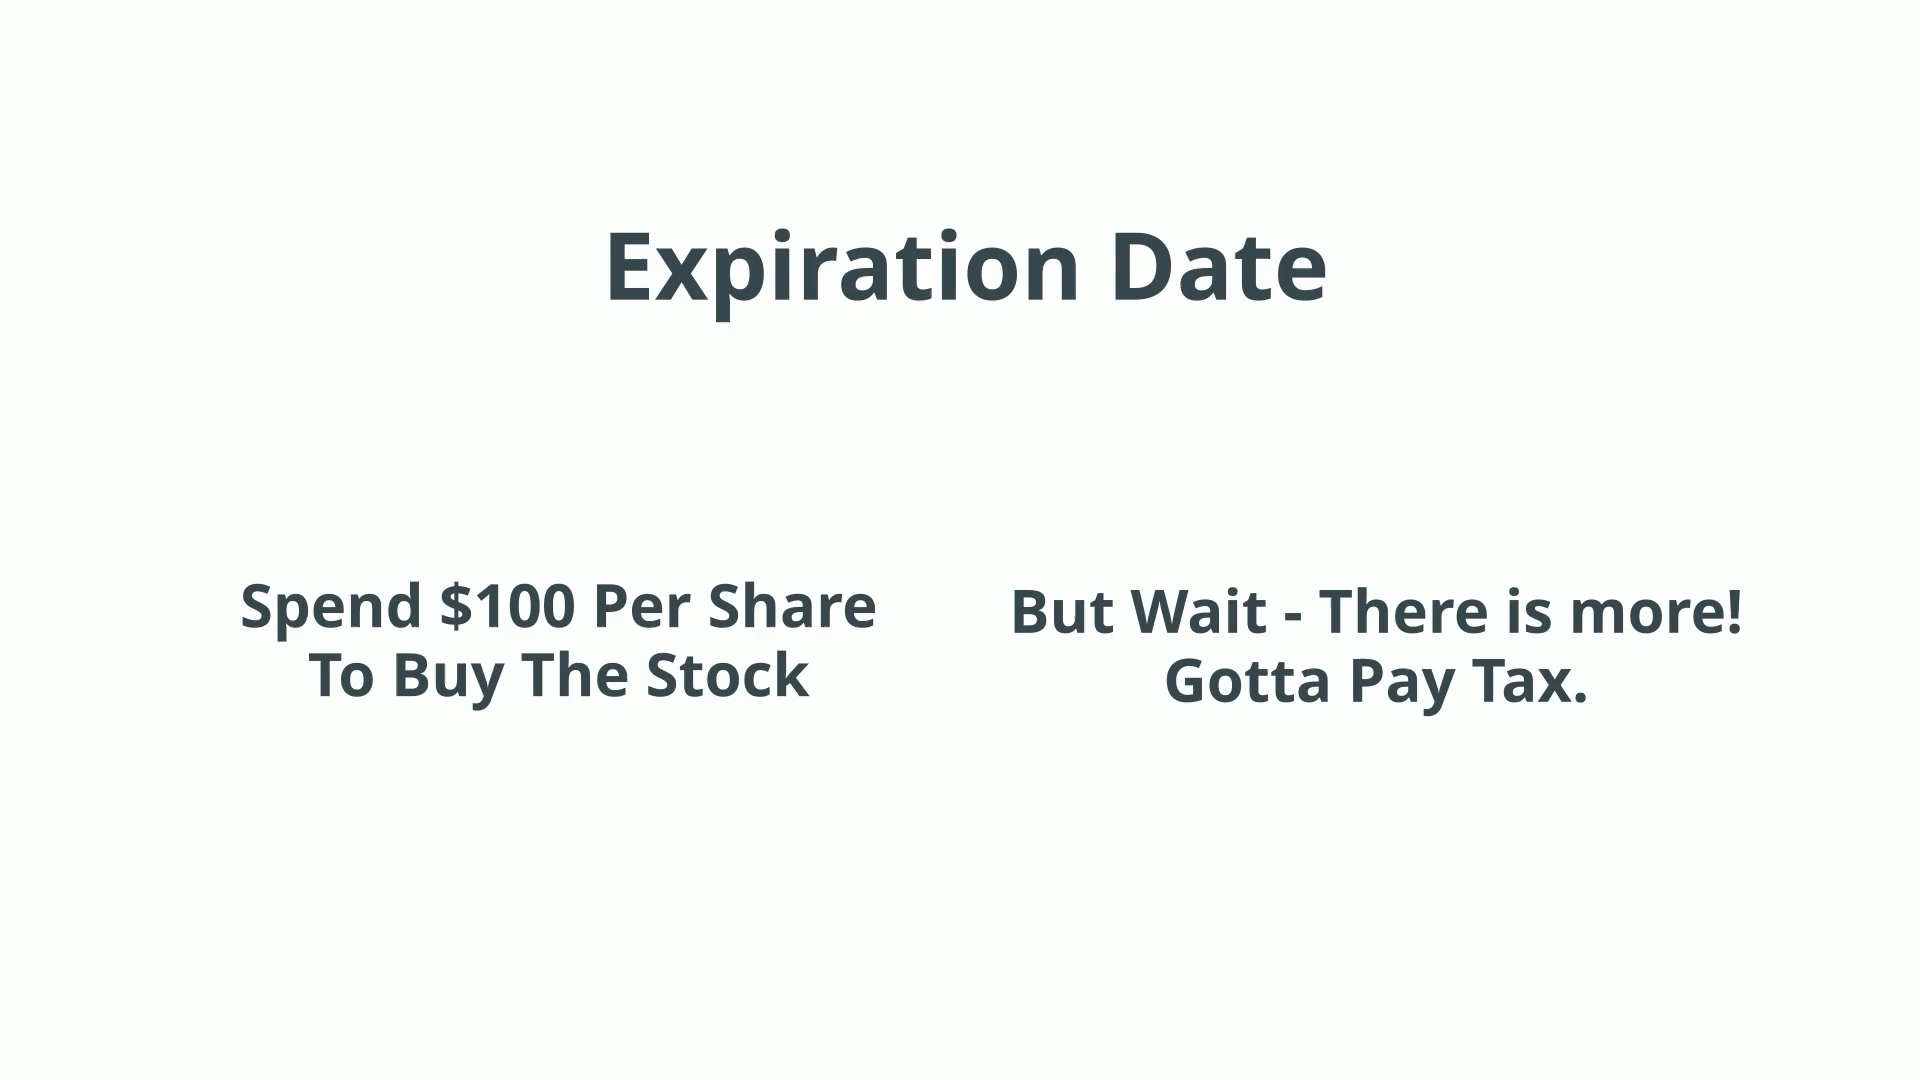 Expiration Date
Spend $100 Per Share
To Buy The Stock
But Wait - There is more!
Gotta Pay Tax.